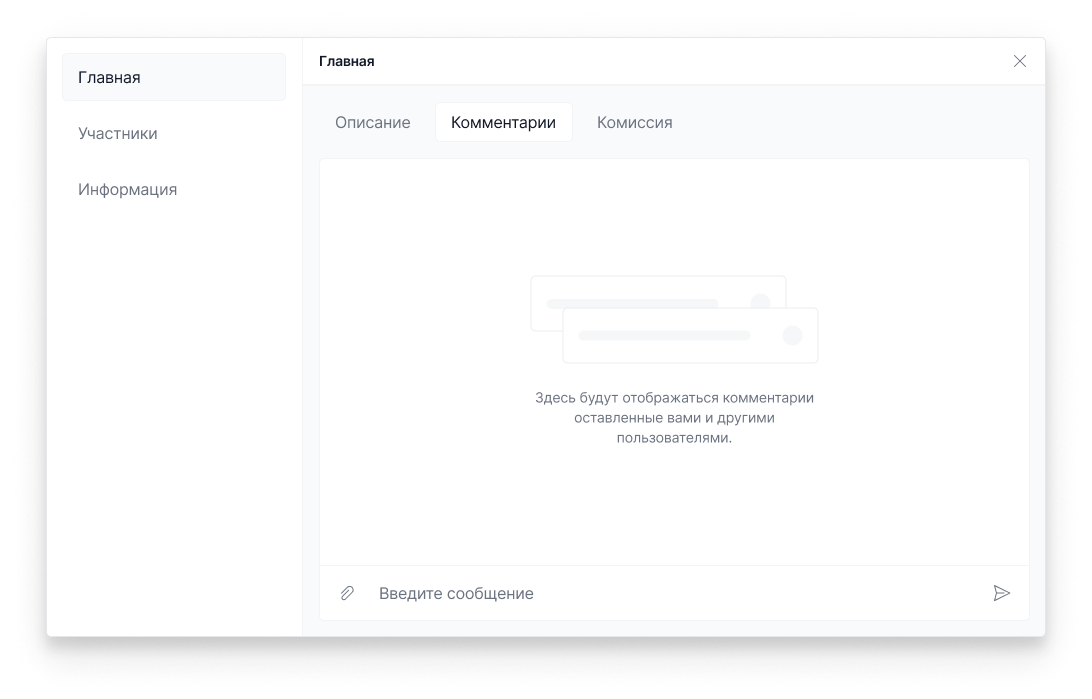 Главная
Участники
Информация
Главная
Описание
Комментарии
Комиссия
Здесь будут отображаться комментарии
оставленные вами и другими
пользователями.
Введите сообщение